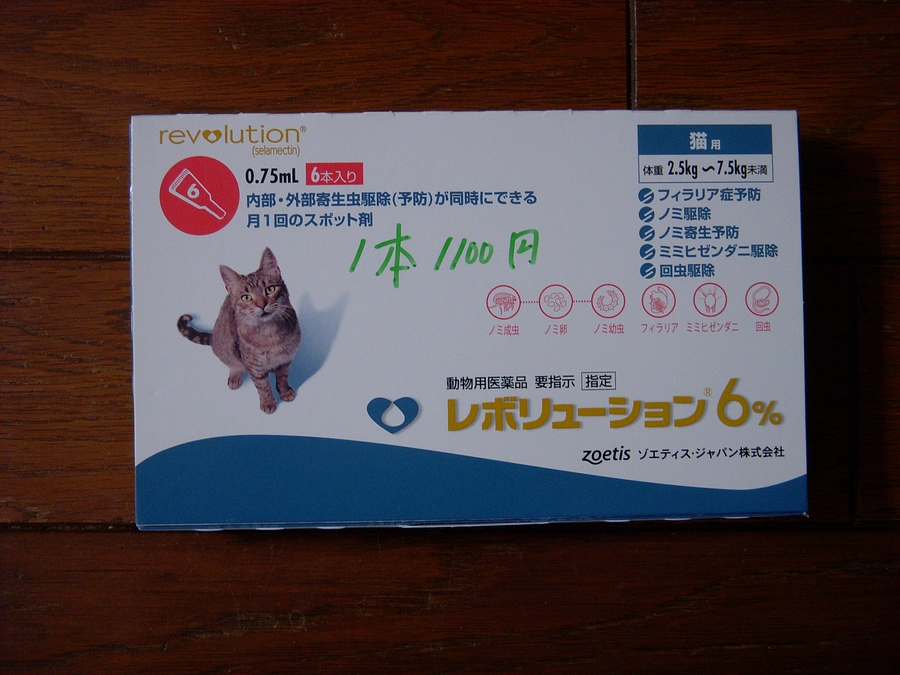 revolution®
(selamectin)
6
0.75mL 6本入り
内部・外部寄生虫駆除(予防)が同時にできる
月1回のスポット剤
1本 1100円
猫用
体重 2.5kg〜7.5kg未満
フィラリア症予防
ノミ駆除
ノミ寄生予防
ミミヒゼンダニ駆除
回虫駆除
ノミ成虫 ノミ卵 ノミ幼虫 フィラリア ミミヒゼンダニ 回虫
動物用医薬品 要指示 指定
レボリューション®6%
zoetis ゾエティス・ジャパン株式会社